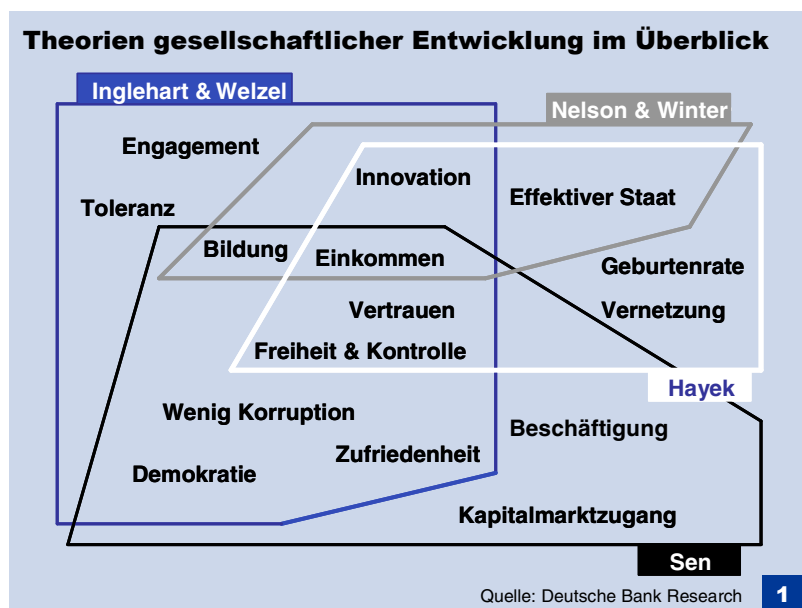 Theorien gesellschaftlicher Entwicklung im Überblick
Inglehart & Welzel
Nelson & Winter
Engagement
Innovation
Effektiver Staat
Toleranz
Bildung
Einkommen
Geburtenrate
Vertrauen
Vernetzung
Freiheit & Kontrolle
Hayek
Wenig Korruption
Beschäftigung
Zufriedenheit
Demokratie
Kapitalmarktzugang
Sen
Quelle: Deutsche Bank Research
1